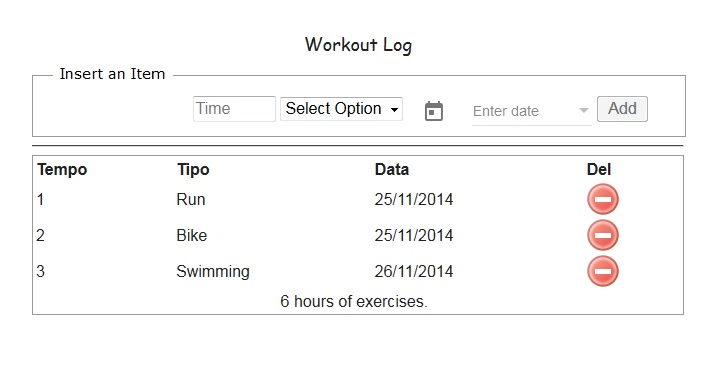 Workout Log
Insert an Item
Time Select Option Enter date Add
Tempo Tipo Data Del
1 Run 25/11/2014
2 Bike 25/11/2014
3 Swimming 26/11/2014
6 hours of exercises.